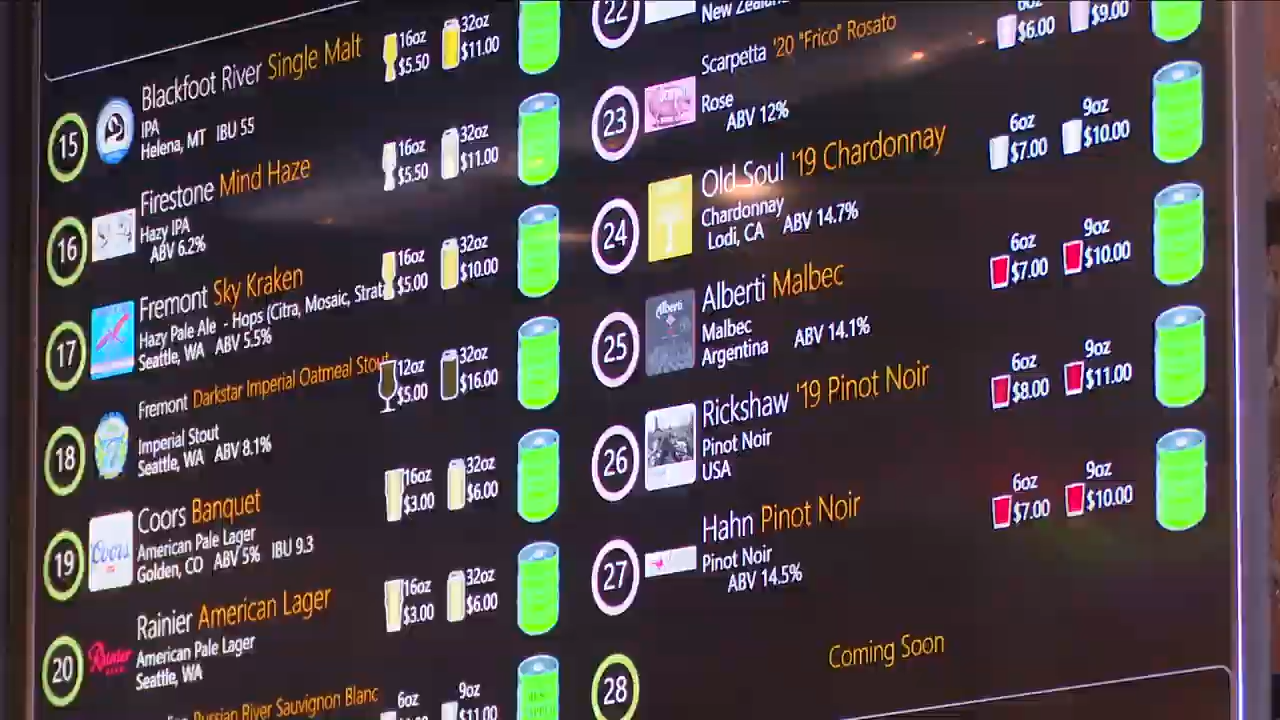 15
Blackfoot River Single Malt
IPA
Helena, MT IBU 55
16oz
$5.50
32oz
$11.00
16
Firestone Mind Haze
Hazy IPA
ABV 6.2%
16oz
$5.50
32oz
$11.00
17
Fremont Sky Kraken
Hazy Pale Ale - Hops (Citra, Mosaic, Strat
Seattle, WA ABV 5.5%
16oz
$5.00
32oz
$10.00
18
Fremont Darkstar Imperial Oatmeal Stout
Imperial Stout
Seattle, WA ABV 8.1%
12oz
$5.00
32oz
$16.00
19
Coors
Coors Banquet
American Pale Lager
Golden, CO ABV 5% IBU 9.3
16oz
$3.00
32oz
$6.00
20
Rainier
Rainier American Lager
American Pale Lager
Seattle, WA
16oz
$3.00
32oz
$6.00
Russian River Sauvignon Blanc
6oz
9oz
$11.00
22
New Zealand
6oz
$6.00
$9.00
23
Scarpetta '20 "Frico" Rosato
Rose
ABV 12%
6oz
$7.00
9oz
$10.00
24
Old Soul '19 Chardonnay
Chardonnay
Lodi, CA ABV 14.7%
6oz
$7.00
9oz
$10.00
25
Alberti
Alberti Malbec
Malbec
Argentina ABV 14.1%
6oz
$8.00
9oz
$11.00
26
Rickshaw '19 Pinot Noir
Pinot Noir
USA
6oz
$7.00
9oz
$10.00
27
Hahn Pinot Noir
Pinot Noir
ABV 14.5%
28
Coming Soon